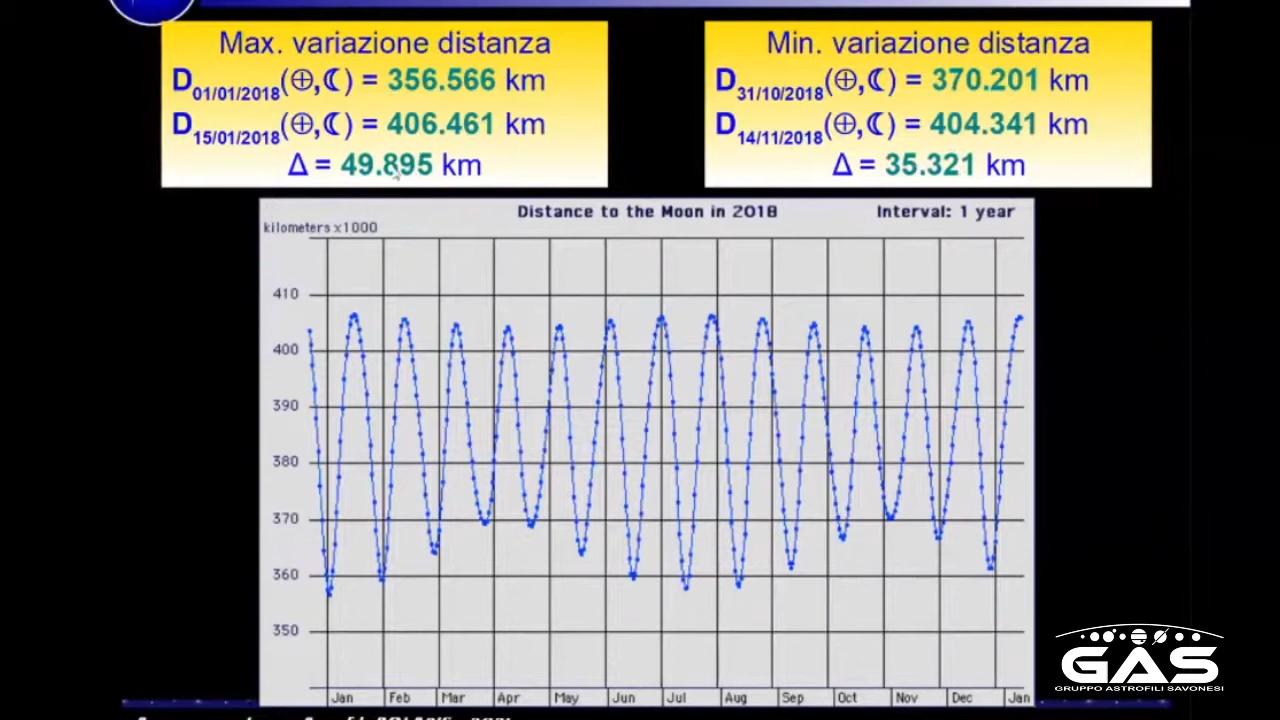 Max. variazione distanza
D01/01/2018(⊕,☾) = 356.566 km
D15/01/2018(⊕,☾) = 406.461 km
Δ = 49.895 km
Min. variazione distanza
D31/10/2018(⊕,☾) = 370.201 km
D14/11/2018(⊕,☾) = 404.341 km
Δ = 35.321 km
Distance to the Moon in 2018 Interval: 1 year
kilometers x1000
410
400
390
380
370
360
350
Jan Feb Mar Apr May Jun Jul Aug Sep Oct Nov Dec Jan
GAS
GRUPPO ASTROFILI SAVONESI